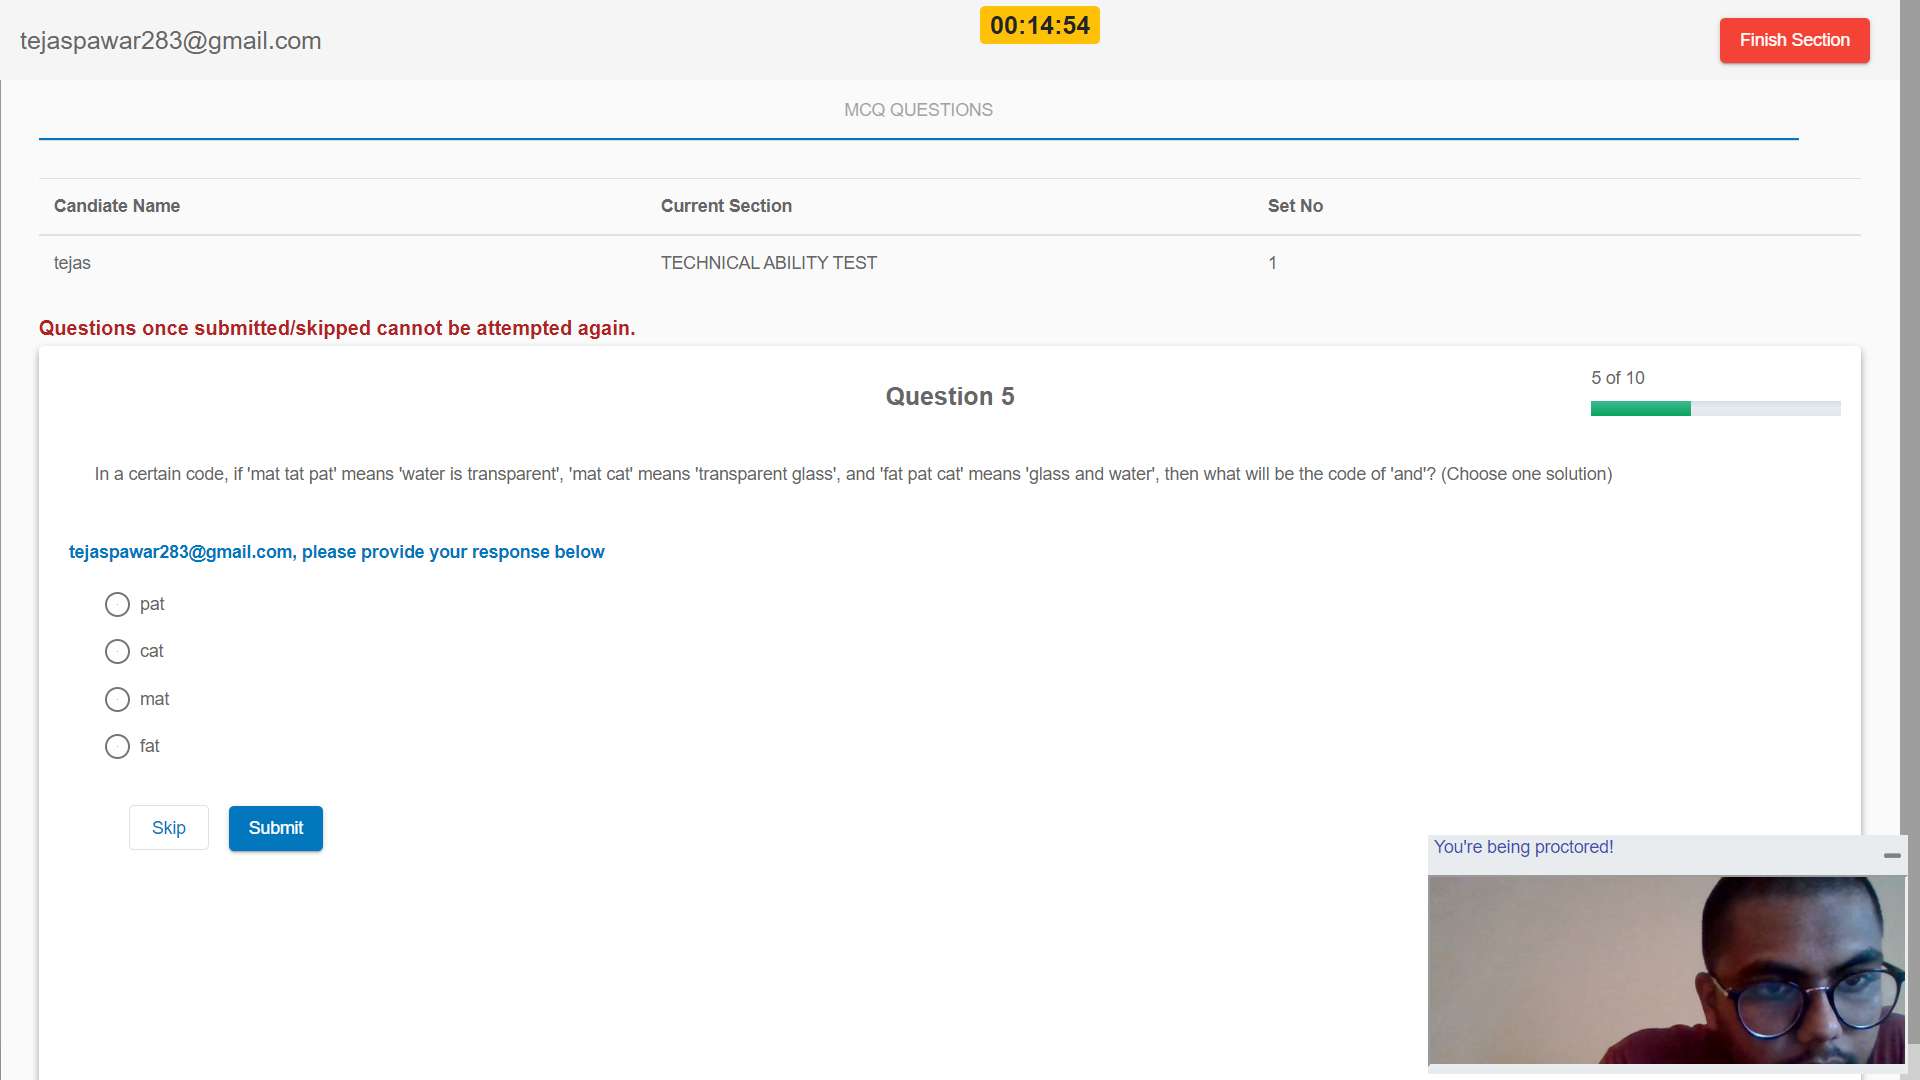 tejaspawar283@gmail.com
00:14:54
Finish Section
MCQ QUESTIONS
Candiate Name Current Section Set No
tejas TECHNICAL ABILITY TEST 1
Questions once submitted/skipped cannot be attempted again.
5 of 10
Question 5
In a certain code, if 'mat tat pat' means 'water is transparent', 'mat cat' means 'transparent glass', and 'fat pat cat' means 'glass and water', then what will be the code of 'and'? (Choose one solution)
tejaspawar283@gmail.com, please provide your response below
pat
cat
mat
fat
Skip Submit
You're being proctored!